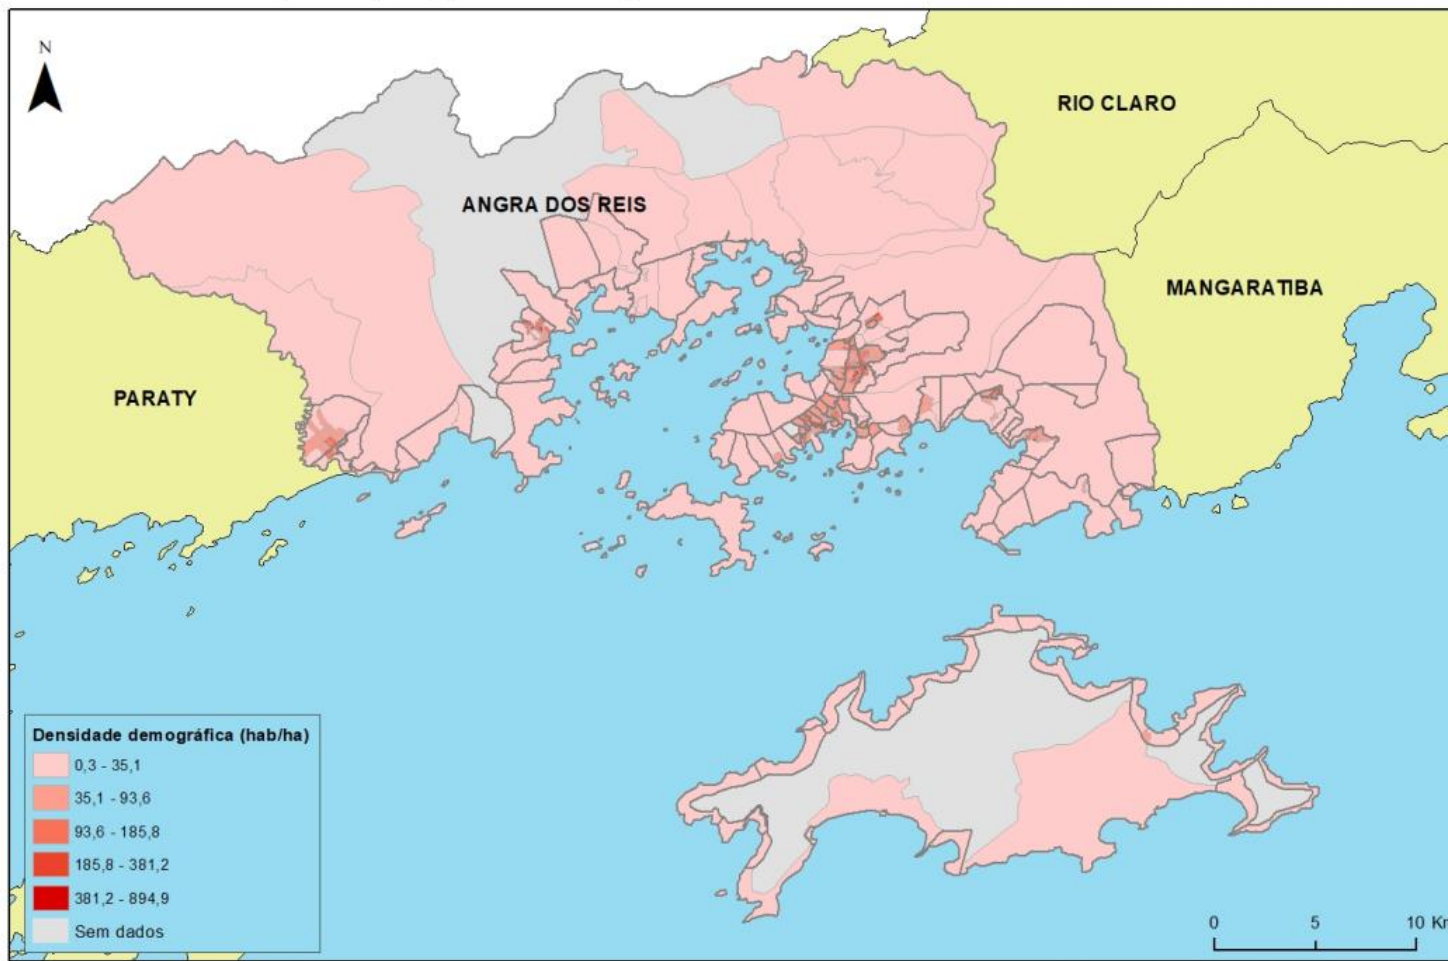 N
RIO CLARO
ANGRA DOS REIS
MANGARATIBA
PARATY
Densidade demográfica (hab/ha)
0,3 - 35,1
35,1 - 93,6
93,6 - 185,8
185,8 - 381,2
381,2 - 894,9
Sem dados
0 5 10 Km